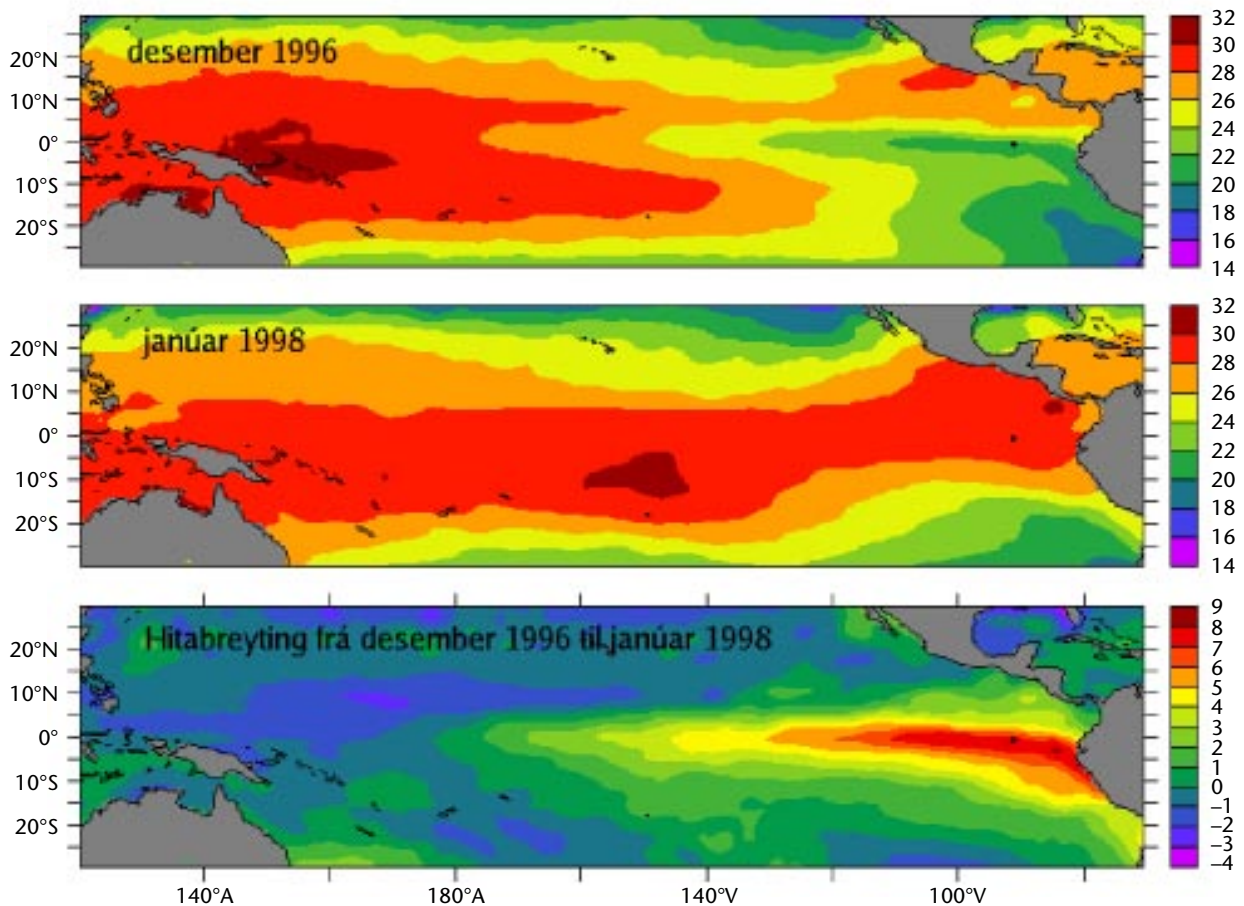 desember 1996
20°N
10°N
0°
10°S
20°S
32
30
28
26
24
22
20
18
16
14
janúar 1998
20°N
10°N
0°
10°S
20°S
32
30
28
26
24
22
20
18
16
14
Hitabreyting frá desember 1996 til janúar 1998
20°N
10°N
0°
10°S
20°S
9
8
7
6
5
4
3
2
1
0
–1
–2
–3
–4
140°A 180°A 140°V 100°V